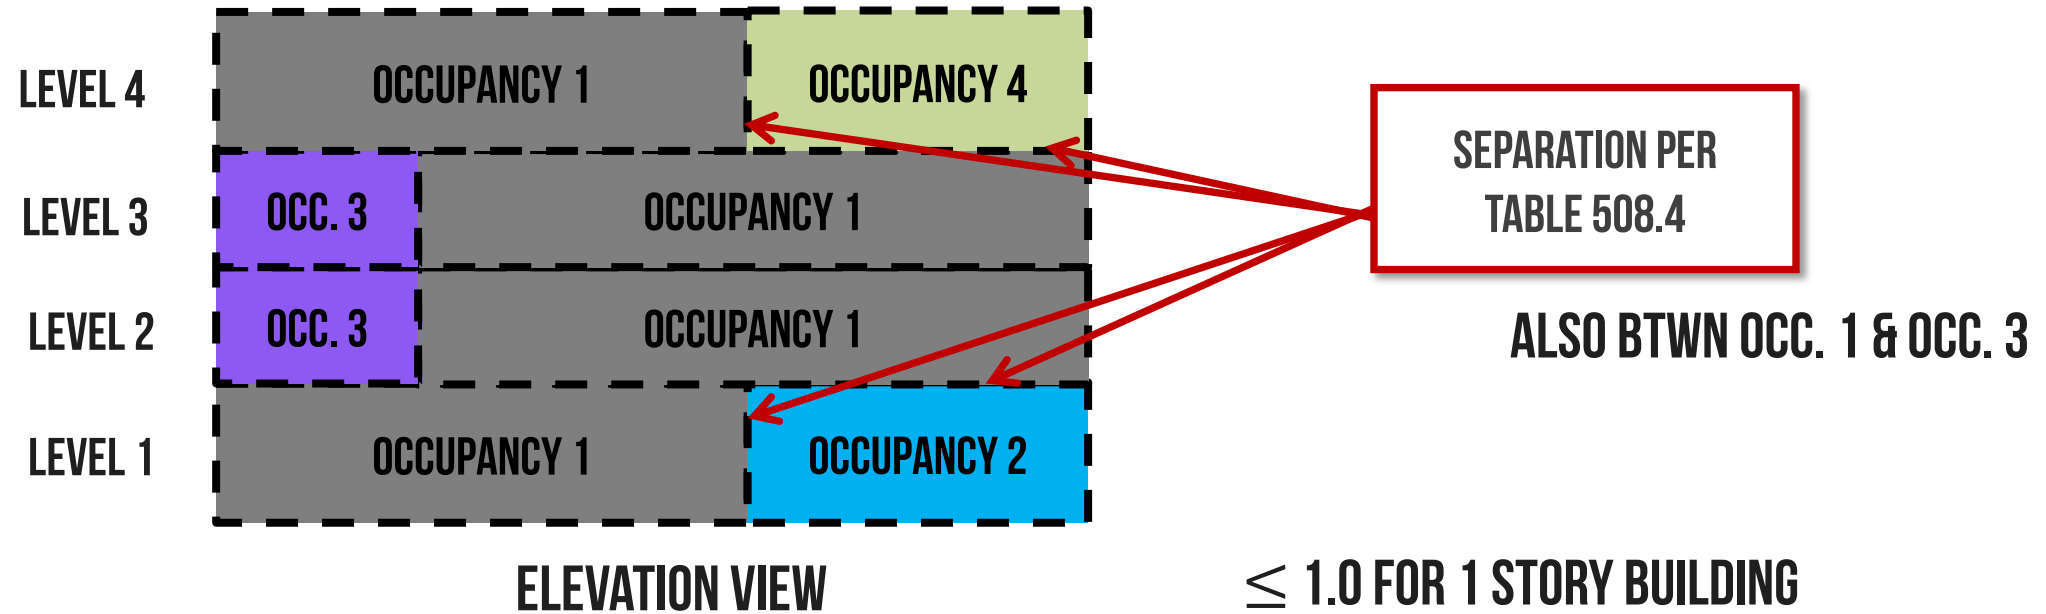 LEVEL 4
OCCUPANCY 1
OCCUPANCY 4
SEPARATION PER
TABLE 508.4
LEVEL 3
OCC. 3
OCCUPANCY 1
LEVEL 2
OCC. 3
OCCUPANCY 1
ALSO BTWN OCC. 1 & OCC. 3
LEVEL 1
OCCUPANCY 1
OCCUPANCY 2
ELEVATION VIEW
≤ 1.0 FOR 1 STORY BUILDING